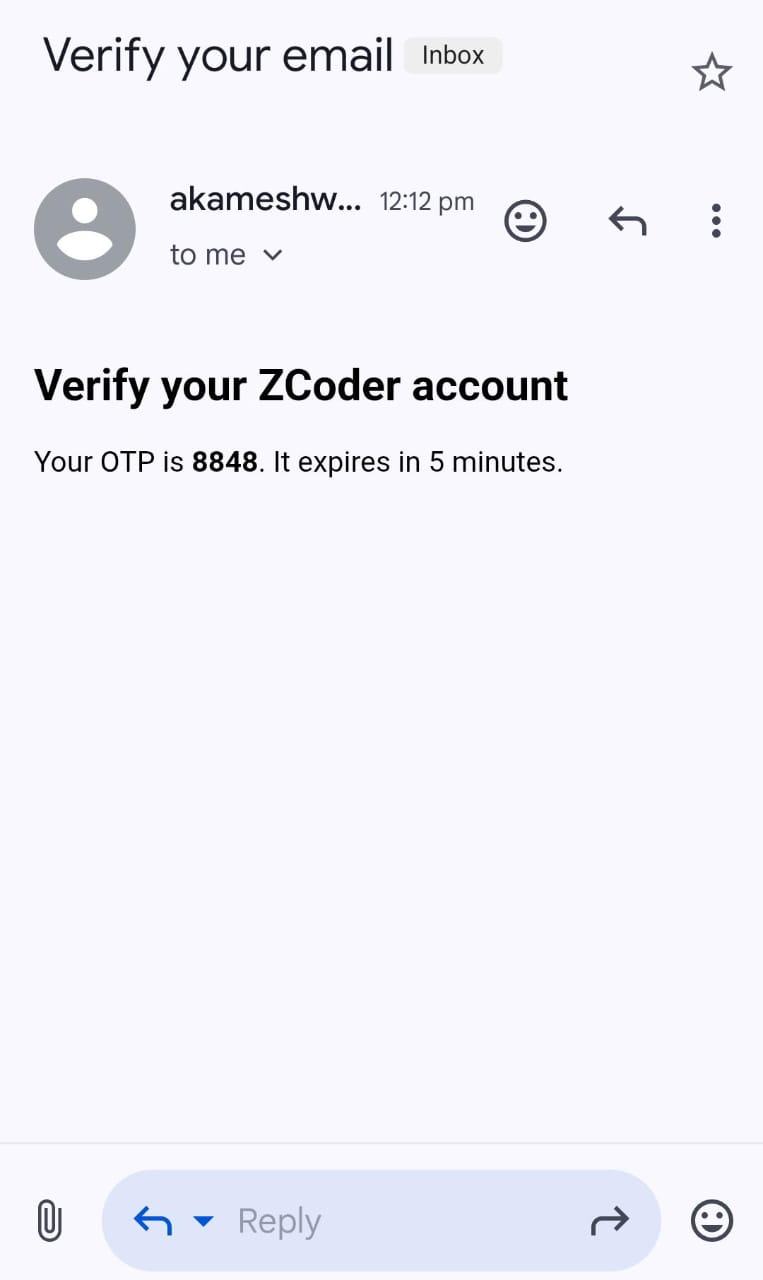 Verify your email Inbox
akameshw... 12:12 pm
to me
Verify your ZCoder account
Your OTP is 8848. It expires in 5 minutes.
Reply